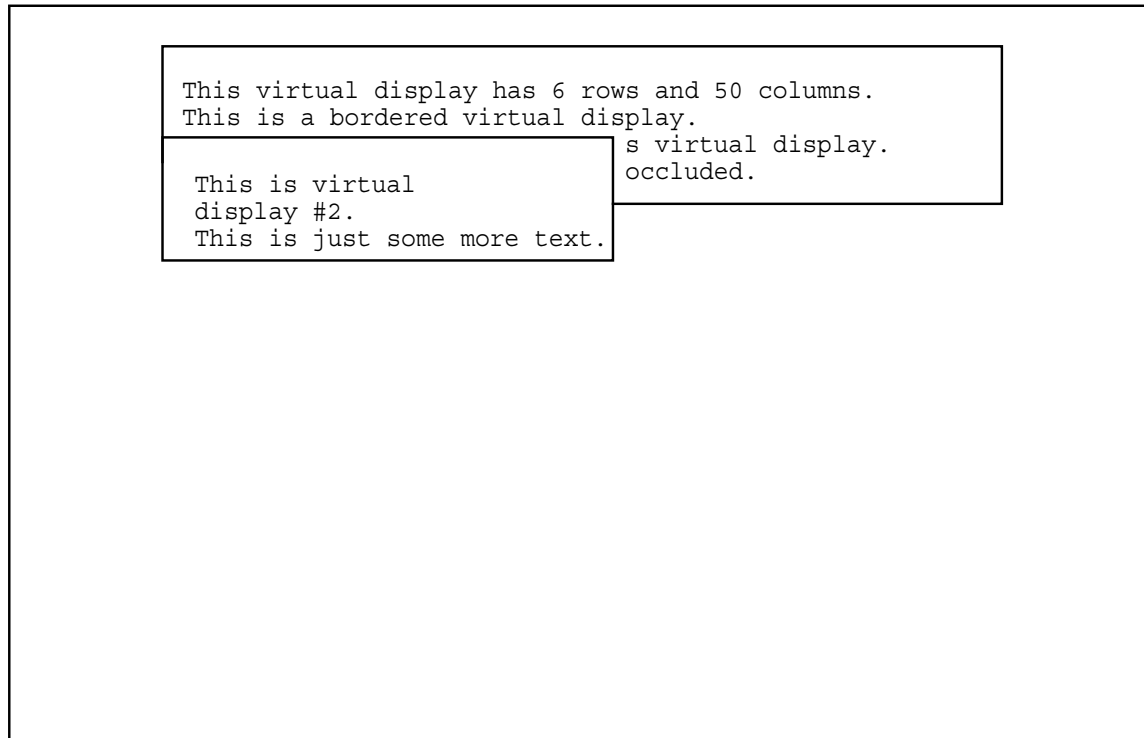 This virtual display has 6 rows and 50 columns.
This is a bordered virtual display.
s virtual display.
occluded.
This is virtual
display #2.
This is just some more text.